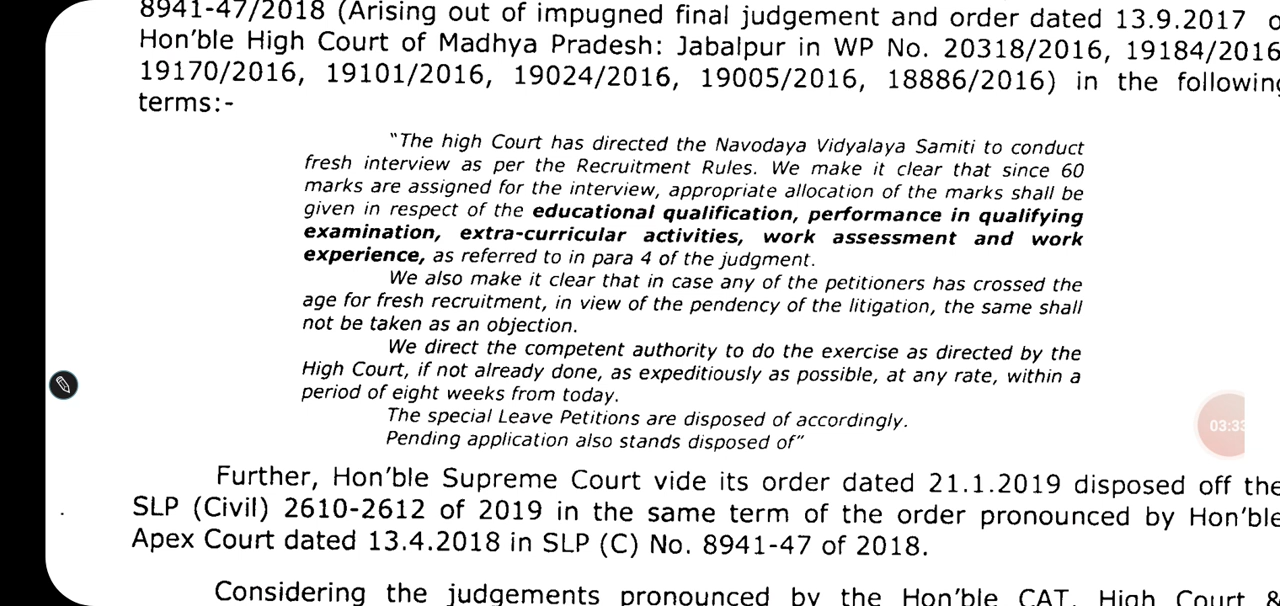 8941-47/2018 (Arising out of impugned final judgement and order dated 13.9.2017
Hon'ble High Court of Madhya Pradesh: Jabalpur in WP No. 20318/2016, 19184/2016
19170/2016, 19101/2016, 19024/2016, 19005/2016, 18886/2016) in the following
terms:-
"The high Court has directed the Navodaya Vidyalaya Samiti to conduct
fresh interview as per the Recruitment Rules. We make it clear that since 60
marks are assigned for the interview, appropriate allocation of the marks shall be
given in respect of the educational qualification, performance in qualifying
examination, extra-curricular activities, work assessment and work
experience, as referred to in para 4 of the judgment.
We also make it clear that in case any of the petitioners has crossed the
age for fresh recruitment, in view of the pendency of the litigation, the same shall
not be taken as an objection.
We direct the competent authority to do the exercise as directed by the
High Court, if not already done, as expeditiously as possible, at any rate, within a
period of eight weeks from today.
The special Leave Petitions are disposed of accordingly.
Pending application also stands disposed of"
03:33
Further, Hon'ble Supreme Court vide its order dated 21.1.2019 disposed off the
SLP (Civil) 2610-2612 of 2019 in the same term of the order pronounced by Hon'ble
Apex Court dated 13.4.2018 in SLP (C) No. 8941-47 of 2018.
Considering the judgements pronounced by the Hon'ble CAT, High Court &